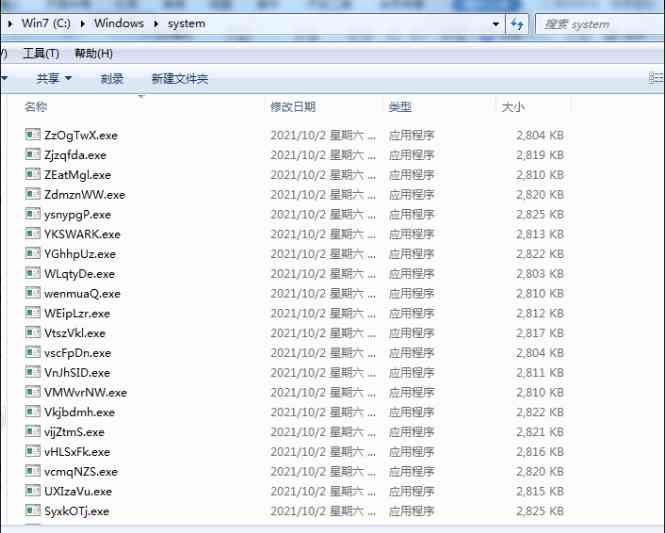 Win7 (C:) ▸ Windows ▸ system
搜索 system
工具(T) 帮助(H)
共享 刻录 新建文件夹
名称 修改日期 类型 大小
ZzOgTwX.exe 2021/10/2 星期六 ... 应用程序 2,804 KB
Zjzqfda.exe 2021/10/2 星期六 ... 应用程序 2,819 KB
ZEatMgl.exe 2021/10/2 星期六 ... 应用程序 2,810 KB
ZdmznWW.exe 2021/10/2 星期六 ... 应用程序 2,820 KB
ysnypgP.exe 2021/10/2 星期六 ... 应用程序 2,825 KB
YKSWARK.exe 2021/10/2 星期六 ... 应用程序 2,813 KB
YGhhpUz.exe 2021/10/2 星期六 ... 应用程序 2,822 KB
WLqtyDe.exe 2021/10/2 星期六 ... 应用程序 2,803 KB
wenmuaQ.exe 2021/10/2 星期六 ... 应用程序 2,810 KB
WEipLzr.exe 2021/10/2 星期六 ... 应用程序 2,812 KB
VtszVkl.exe 2021/10/2 星期六 ... 应用程序 2,817 KB
vscFpDn.exe 2021/10/2 星期六 ... 应用程序 2,804 KB
VnJhSID.exe 2021/10/2 星期六 ... 应用程序 2,811 KB
VMWvrNW.exe 2021/10/2 星期六 ... 应用程序 2,810 KB
Vkjbdmh.exe 2021/10/2 星期六 ... 应用程序 2,822 KB
vijZtmS.exe 2021/10/2 星期六 ... 应用程序 2,821 KB
vHLSxFk.exe 2021/10/2 星期六 ... 应用程序 2,816 KB
vcmqNZS.exe 2021/10/2 星期六 ... 应用程序 2,820 KB
UXIzaVu.exe 2021/10/2 星期六 ... 应用程序 2,815 KB
SyxkOTj.exe 2021/10/2 星期六 ... 应用程序 2,825 KB